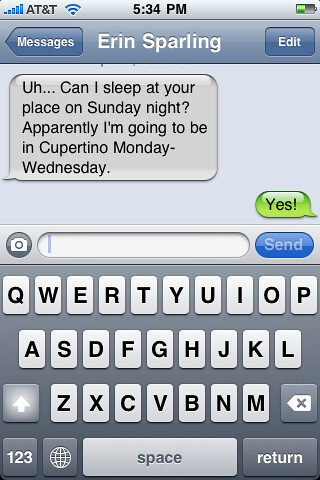 AT&T 5:34 PM
Messages Erin Sparling Edit
Uh... Can I sleep at your
place on Sunday night?
Apparently I'm going to be
in Cupertino Monday-
Wednesday.
Yes!
Send
Q W E R T Y U I O P
A S D F G H J K L
Z X C V B N M
123 space return